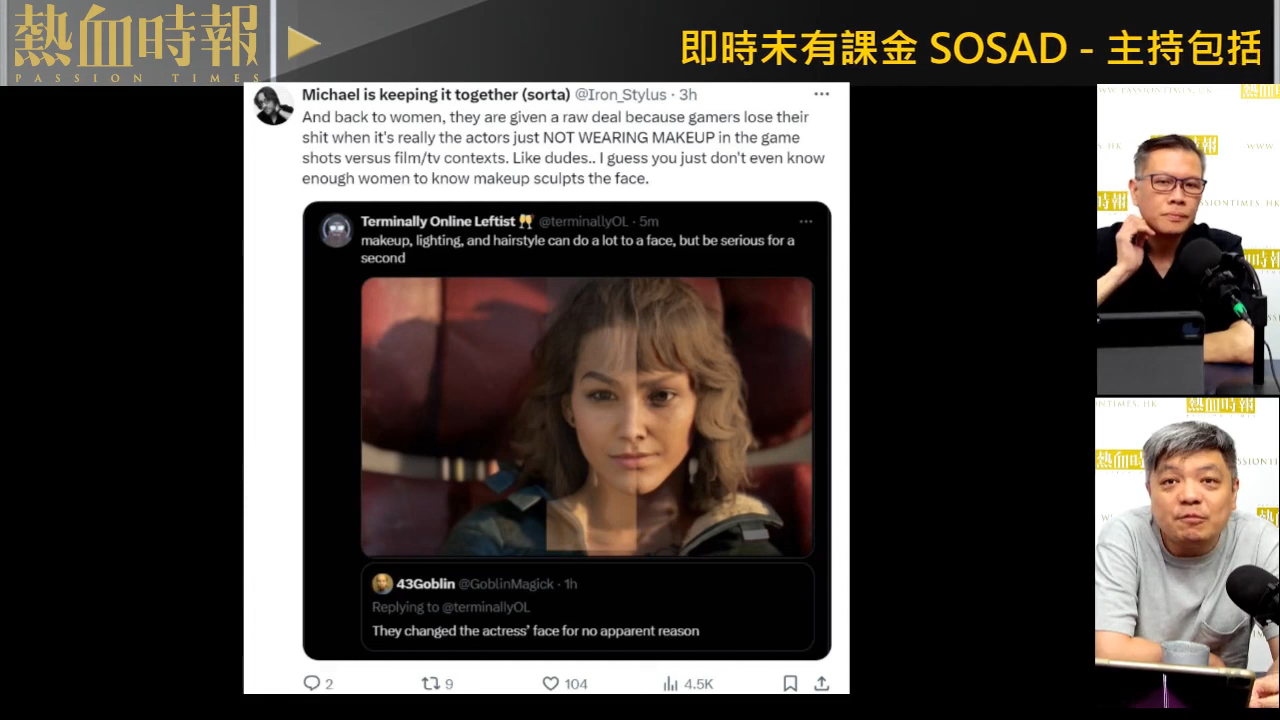 熱血時報
PASSION TIMES
即時未有課金 SOSAD - 主持包括
Michael is keeping it together (sorta) @Iron_Stylus · 3h
And back to women, they are given a raw deal because gamers lose their
shit when it's really the actors just NOT WEARING MAKEUP in the game
shots versus film/tv contexts. Like dudes.. I guess you just don't even know
enough women to know makeup sculpts the face.
Terminally Online Leftist 🥂 @terminallyOL · 5m
makeup, lighting, and hairstyle can do a lot to a face, but be serious for a
second
43Goblin @GoblinMagick · 1h
Replying to @terminallyOL
They changed the actress' face for no apparent reason
2
9
104
4.5K